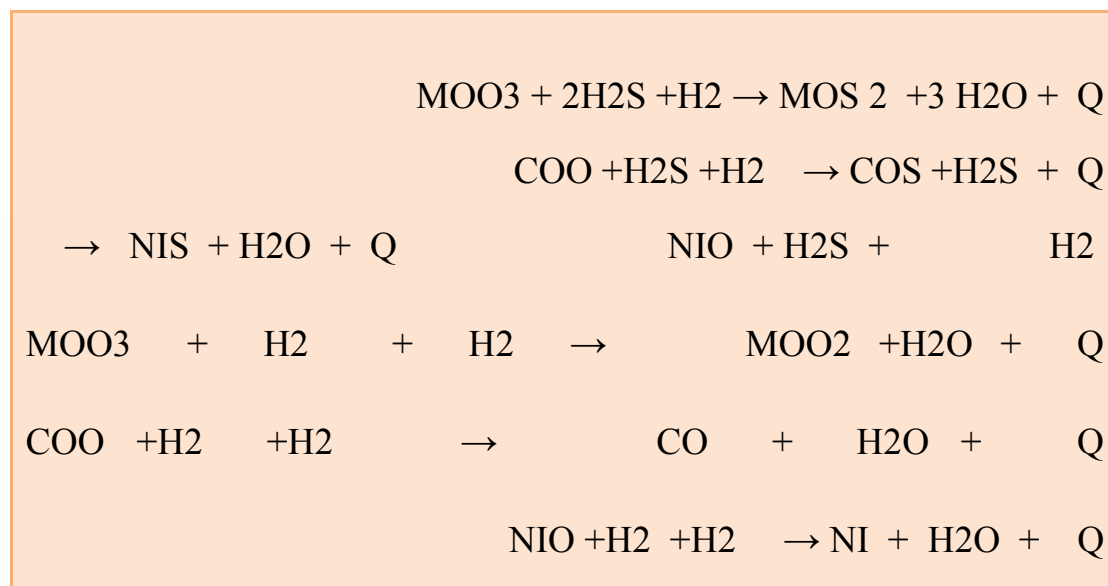 MOO3 + 2H2S +H2 → MOS 2 +3 H2O + Q
COO +H2S +H2 → COS +H2S + Q
→ NIS + H2O + Q NIO + H2S + H2
MOO3 + H2 + H2 → MOO2 +H2O + Q
COO +H2 +H2 → CO + H2O + Q
NIO +H2 +H2 → NI + H2O + Q